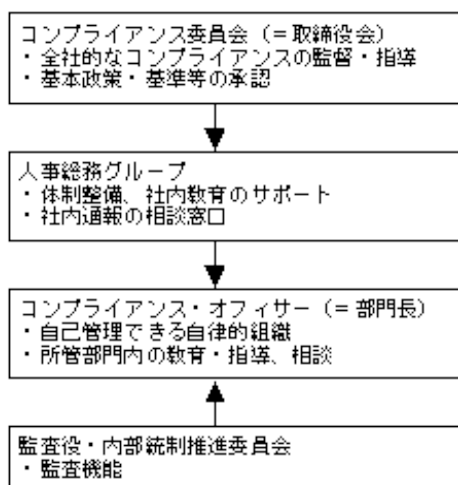 コンプライアンス委員会（＝取締役会）
・全社的なコンプライアンスの監督・指導
・基本政策・基準等の承認
人事総務グループ
・体制整備、社内教育のサポート
・社内通報の相談窓口
コンプライアンス・オフィサー（＝部門長）
・自己管理できる自律的組織
・所管部門内の教育・指導、相談
監査役・内部統制推進委員会
・監査機能